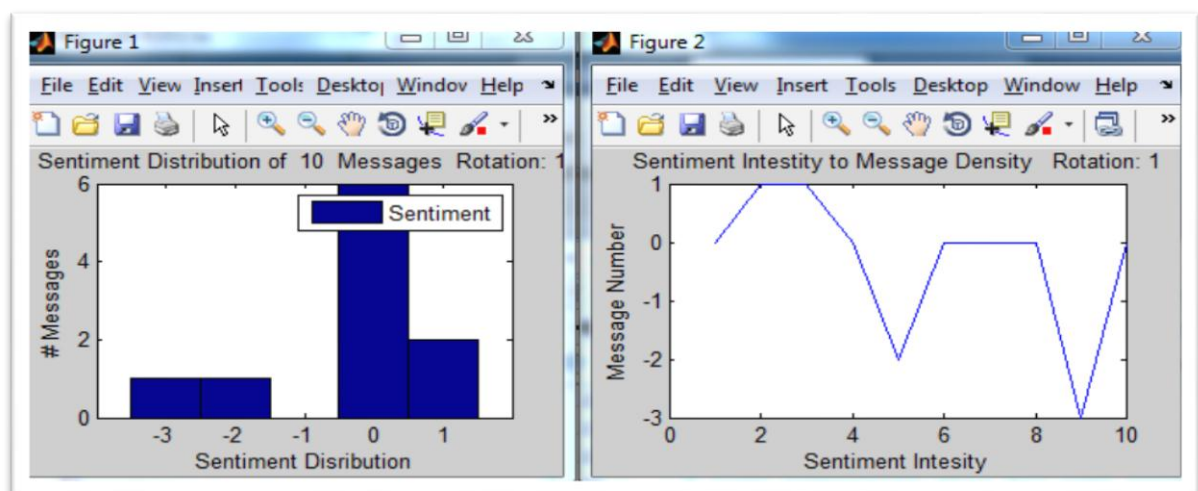 Figure 1
File Edit View Insert Tools Desktop Window Help
»
Sentiment Distribution of 10 Messages Rotation: 1
6
4
2
0
# Messages
Sentiment
-3 -2 -1 0 1
Sentiment Disribution
Figure 2
File Edit View Insert Tools Desktop Window Help
»
Sentiment Intestity to Message Density Rotation: 1
1
0
-1
-2
-3
Message Number
0 2 4 6 8 10
Sentiment Intesity